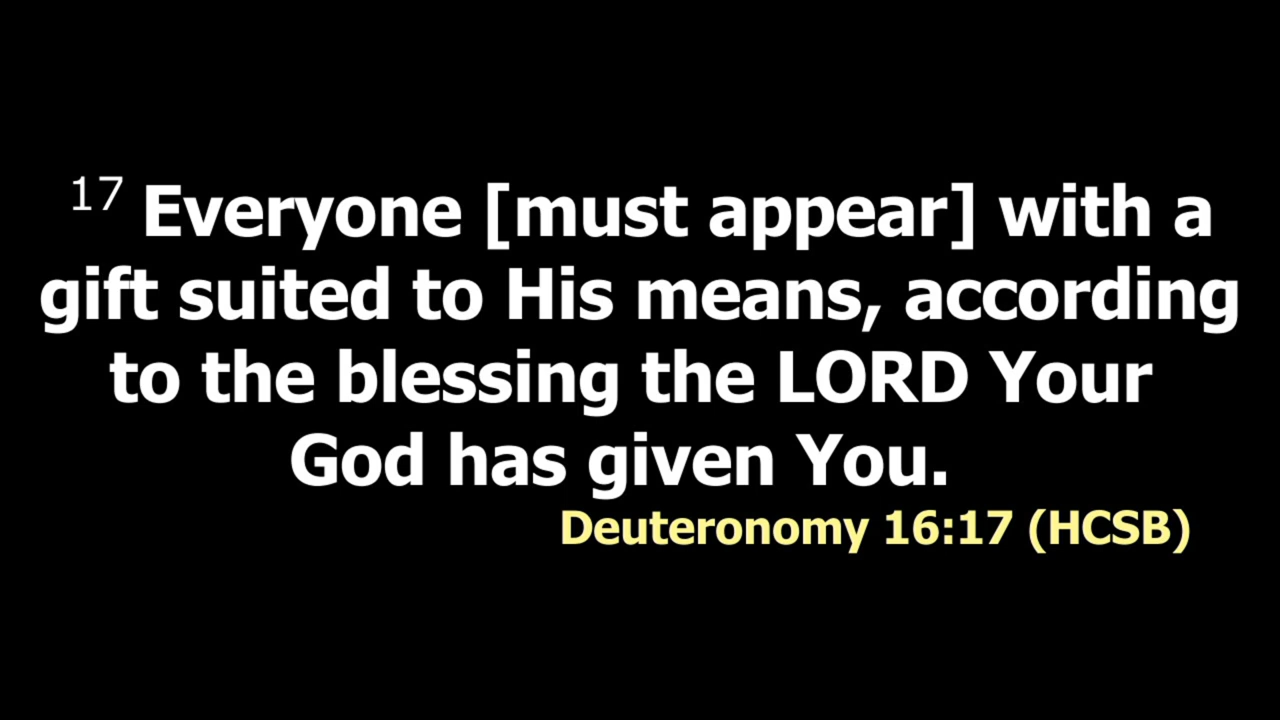 17 Everyone [must appear] with a
gift suited to His means, according
to the blessing the LORD Your
God has given You.
Deuteronomy 16:17 (HCSB)